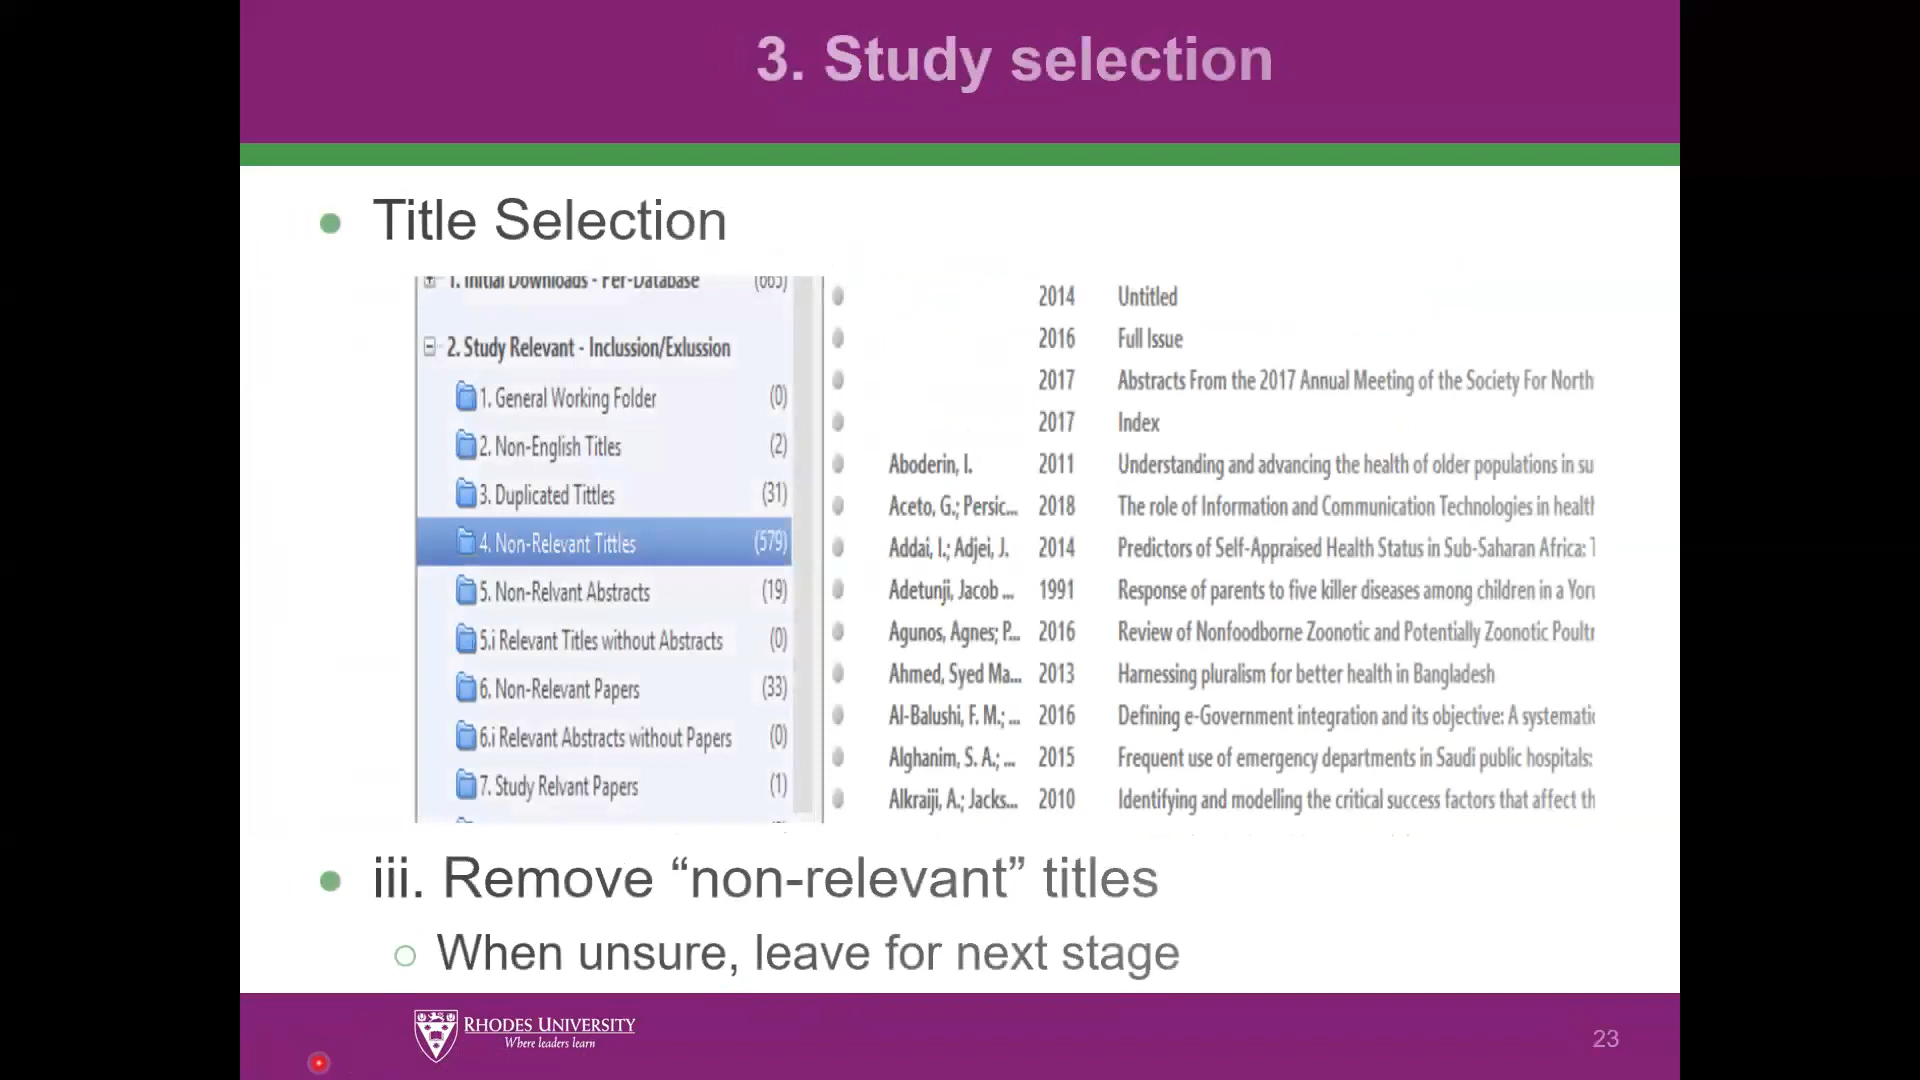 3. Study selection
Title Selection
1. Initial Downloads - Per-Database (665)
2. Study Relevant - Inclussion/Exlussion
1. General Working Folder (0)
2. Non-English Titles (2)
3. Duplicated Tittles (31)
4. Non-Relevant Tittles (579)
5. Non-Relvant Abstracts (19)
5.i Relevant Titles without Abstracts (0)
6. Non-Relevant Papers (33)
6.i Relevant Abstracts without Papers (0)
7. Study Relvant Papers (1)
2014 Untitled
2016 Full Issue
2017 Abstracts From the 2017 Annual Meeting of the Society For North
2017 Index
Aboderin, I. 2011 Understanding and advancing the health of older populations in su
Aceto, G.; Persic... 2018 The role of Information and Communication Technologies in healt
Addai, I.; Adjei, J. 2014 Predictors of Self-Appraised Health Status in Sub-Saharan Africa:
Adetunji, Jacob ... 1991 Response of parents to five killer diseases among children in a Yor
Agunos, Agnes; P... 2016 Review of Nonfoodborne Zoonotic and Potentially Zoonotic Poultr
Ahmed, Syed Ma... 2013 Harnessing pluralism for better health in Bangladesh
Al-Balushi, F. M.; ... 2016 Defining e-Government integration and its objective: A systematic
Alghanim, S. A.; ... 2015 Frequent use of emergency departments in Saudi public hospitals:
Alkraiji, A.; Jacks... 2010 Identifying and modelling the critical success factors that affect th
iii. Remove “non-relevant” titles
When unsure, leave for next stage
RHODES UNIVERSITY
Where leaders learn
23